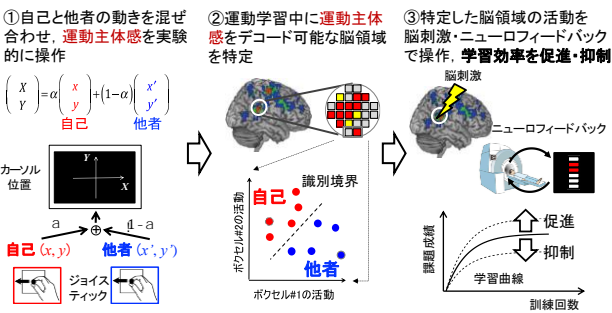 ①自己と他者の動きを混ぜ
合わせ，運動主体感を実験
的に操作
( X Y ) = α ( x y ) + (1-α) ( x' y' )
自己
他者
カーソル
位置
Y
X
a
1-a
⊕
自己 (x, y)
他者 (x', y')
ジョイス
ティック
②運動学習中に運動主体
感をデコード可能な脳領域
を特定
識別境界
自己
他者
ボクセル#2の活動
ボクセル#1の活動
③特定した脳領域の活動を
脳刺激・ニューロフィードバック
で操作，学習効率を促進・抑制
脳刺激
ニューロフィードバック
促進
抑制
課題成績
学習曲線
訓練回数